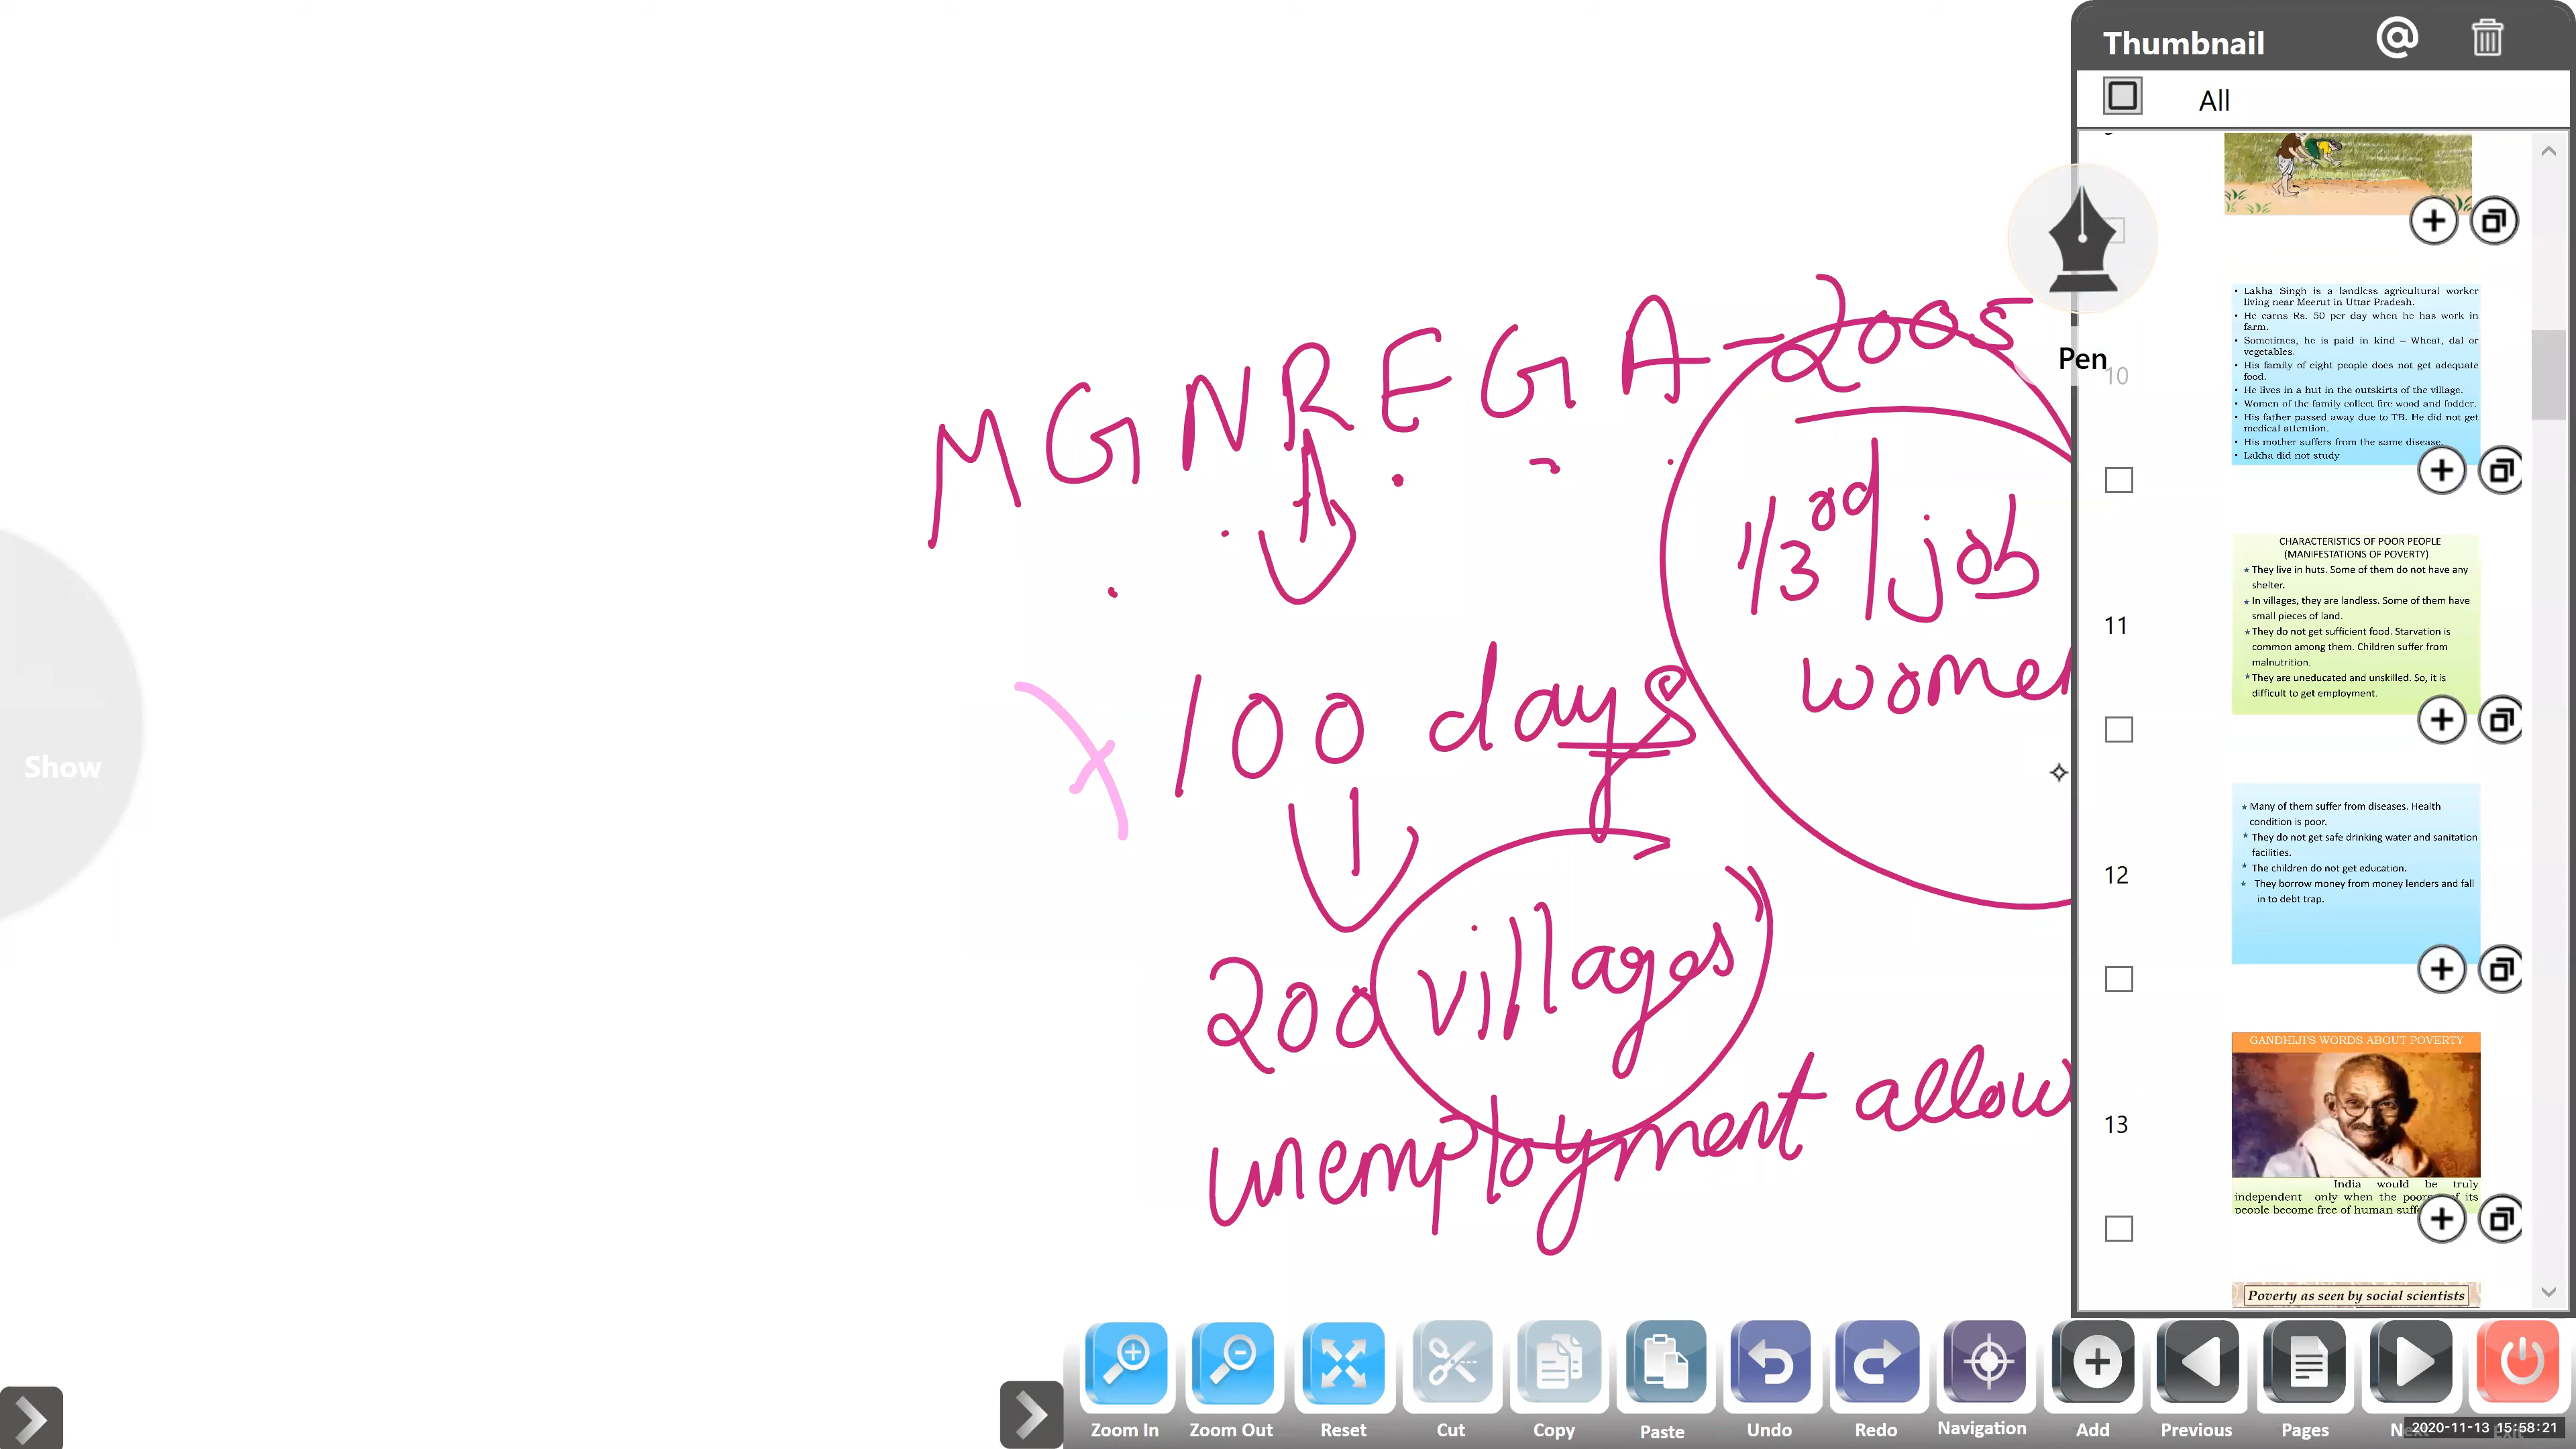 MGNREGA - 2005
1/3rd job
women
100 days
200 villages
unemployment allow
Show
Pen
Thumbnail
All
10
• Lakha Singh is a landless agricultural worker
living near Meerut in Uttar Pradesh.
• He earns Rs. 50 per day when he has work in
farm.
• Sometimes, he is paid in kind – Wheat, dal or
vegetables.
• His family of eight people does not get adequate
food.
• He lives in a hut in the outskirts of the village.
• Women of the family collect fire wood and fodder.
• His father passed away due to TB. He did not get
medical attention.
• His mother suffers from the same disease.
• Lakha did not study
11
CHARACTERISTICS OF POOR PEOPLE
(MANIFESTATIONS OF POVERTY)
★ They live in huts. Some of them do not have any
shelter.
★ In villages, they are landless. Some of them have
small pieces of land.
★ They do not get sufficient food. Starvation is
common among them. Children suffer from
malnutrition.
★ They are uneducated and unskilled. So, it is
difficult to get employment.
12
★ Many of them suffer from diseases. Health
condition is poor.
★ They do not get safe drinking water and sanitation
facilities.
★ The children do not get education.
★ They borrow money from money lenders and fall
in to debt trap.
13
GANDHIJI'S WORDS ABOUT POVERTY
India would be truly
independent only when the its
people become free of human
Poverty as seen by social scientists
Zoom In Zoom Out Reset Cut Copy Paste Undo Redo Navigation Add Previous Pages
2020-11-13 15:58:21